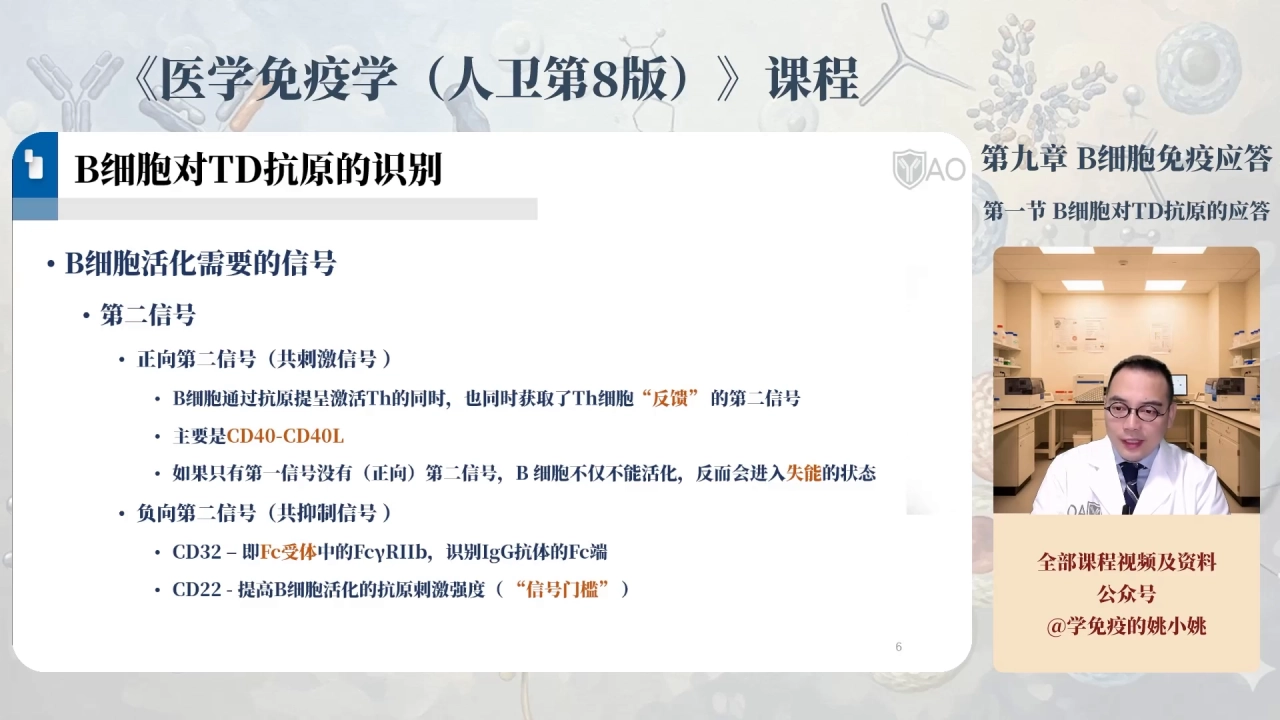 《医学免疫学（人卫第8版）》课程
B细胞对TD抗原的识别
AO
第九章 B细胞免疫应答
第一节 B细胞对TD抗原的应答
• B细胞活化需要的信号
• 第二信号
• 正向第二信号（共刺激信号 ）
• B细胞通过抗原提呈激活Th的同时，也同时获取了Th细胞“反馈” 的第二信号
• 主要是CD40-CD40L
• 如果只有第一信号没有（正向）第二信号，B 细胞不仅不能活化，反而会进入失能的状态
• 负向第二信号（共抑制信号 ）
• CD32 – 即Fc受体中的FcγRIIb，识别IgG抗体的Fc端
• CD22 - 提高B细胞活化的抗原刺激强度（ “信号门槛” ）
6
全部课程视频及资料
公众号
@学免疫的姚小姚